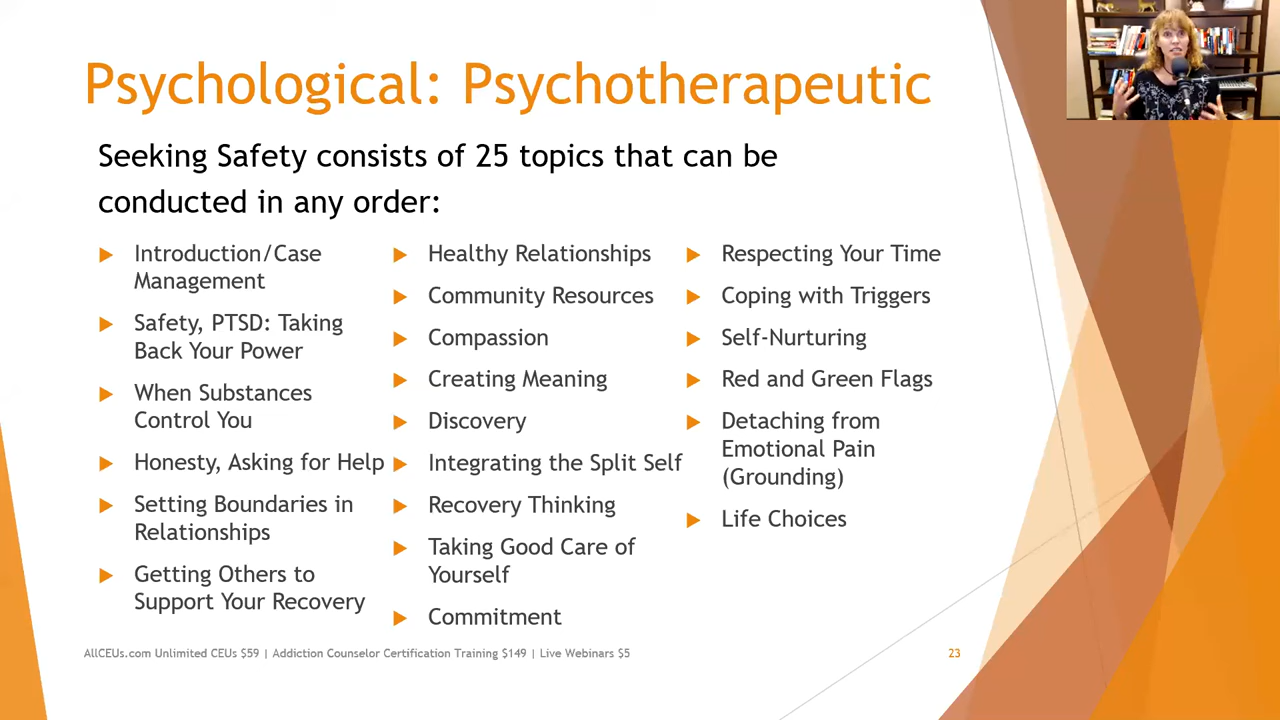 Psychological: Psychotherapeutic
Seeking Safety consists of 25 topics that can be
conducted in any order:
Introduction/Case
Management
Safety, PTSD: Taking
Back Your Power
When Substances
Control You
Honesty, Asking for Help
Setting Boundaries in
Relationships
Getting Others to
Support Your Recovery
Healthy Relationships
Community Resources
Compassion
Creating Meaning
Discovery
Integrating the Split Self
Recovery Thinking
Taking Good Care of
Yourself
Commitment
Respecting Your Time
Coping with Triggers
Self-Nurturing
Red and Green Flags
Detaching from
Emotional Pain
(Grounding)
Life Choices
AllCEUs.com Unlimited CEUs $59 | Addiction Counselor Certification Training $149 | Live Webinars $5
23